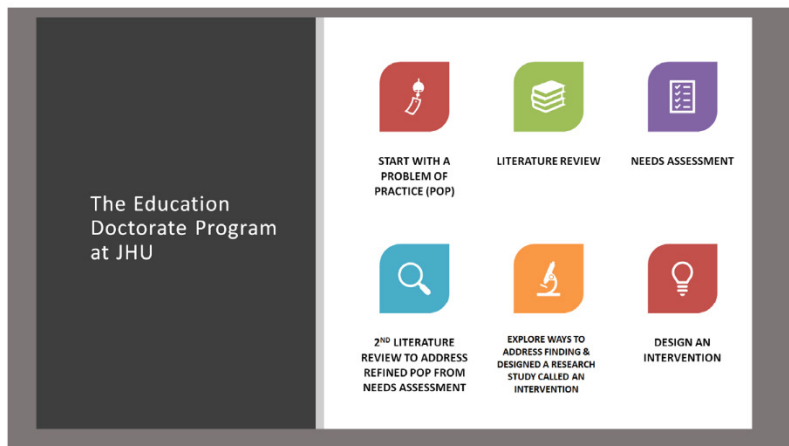 The Education
Doctorate Program
at JHU
START WITH A
PROBLEM OF
PRACTICE (POP)
LITERATURE REVIEW
NEEDS ASSESSMENT
2ND LITERATURE
REVIEW TO ADDRESS
REFINED POP FROM
NEEDS ASSESSMENT
EXPLORE WAYS TO
ADDRESS FINDING &
DESIGNED A RESEARCH
STUDY CALLED AN
INTERVENTION
DESIGN AN
INTERVENTION